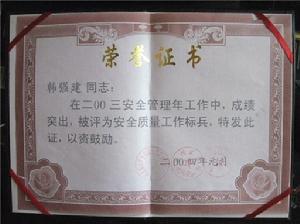 荣誉证书
韩强建 同志：
在二00三安全管理年工作中，成绩
突出，被评为安全质量工作标兵，特发此
证，以资鼓励。
二00四年元月